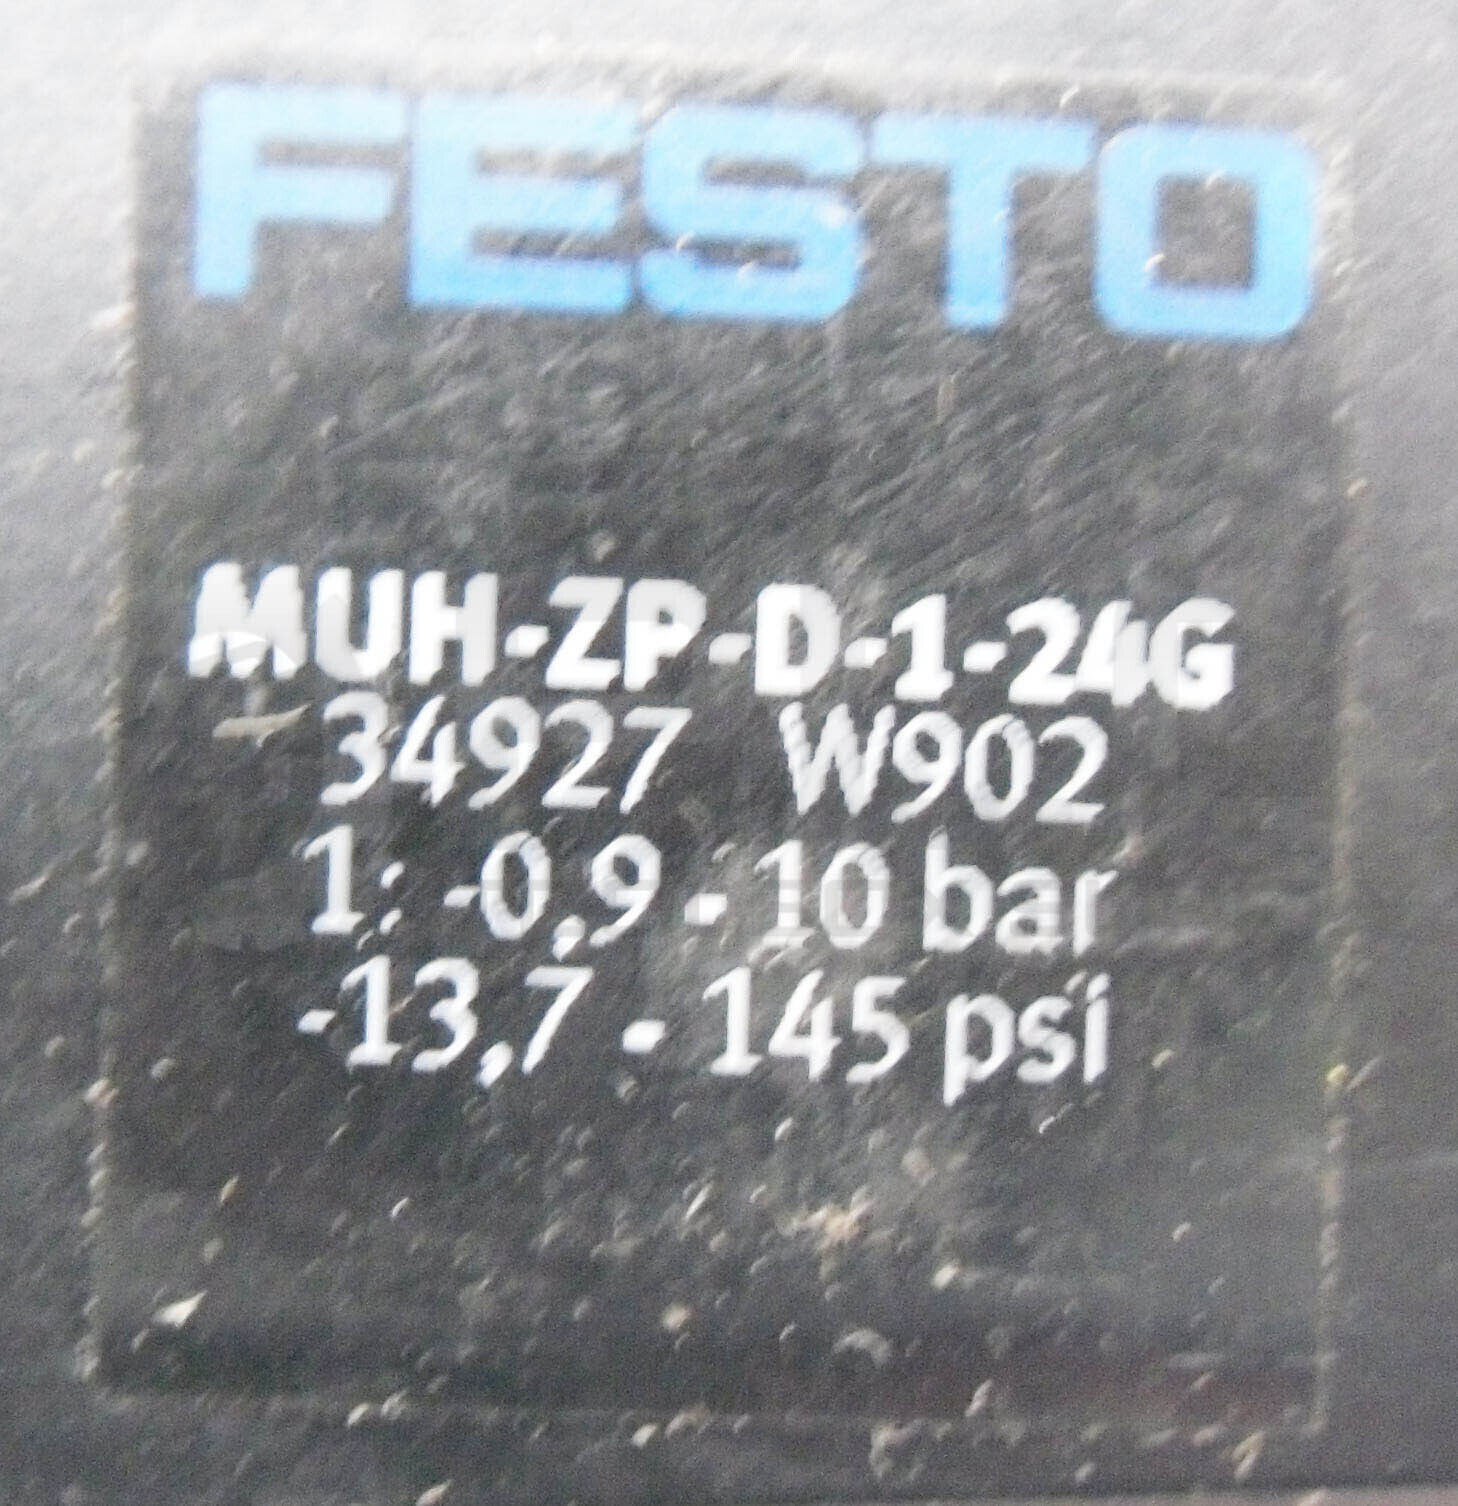 FESTO
MUH-ZP-D-1-24G
34927 W902
1: -0,9 - 10 bar
-13,7 - 145 psi